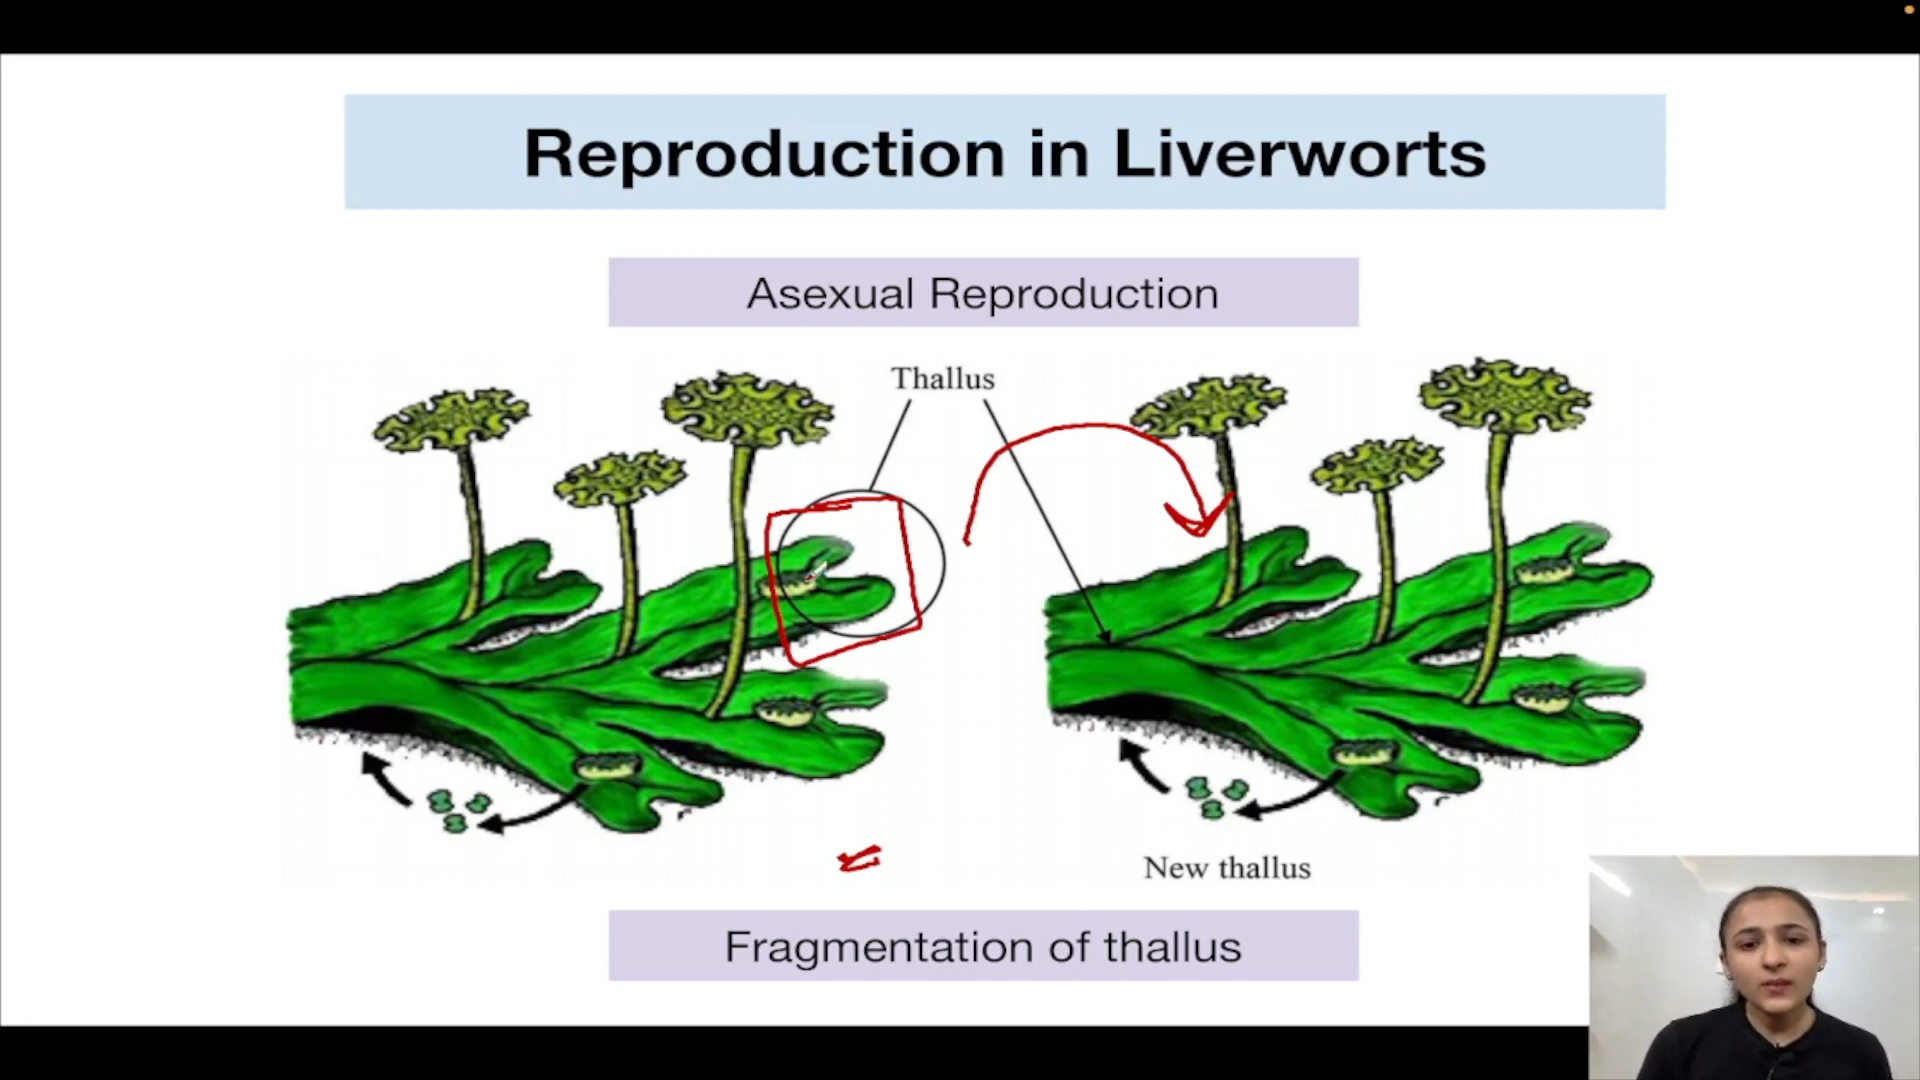 Reproduction in Liverworts
Asexual Reproduction
Thallus
New thallus
Fragmentation of thallus